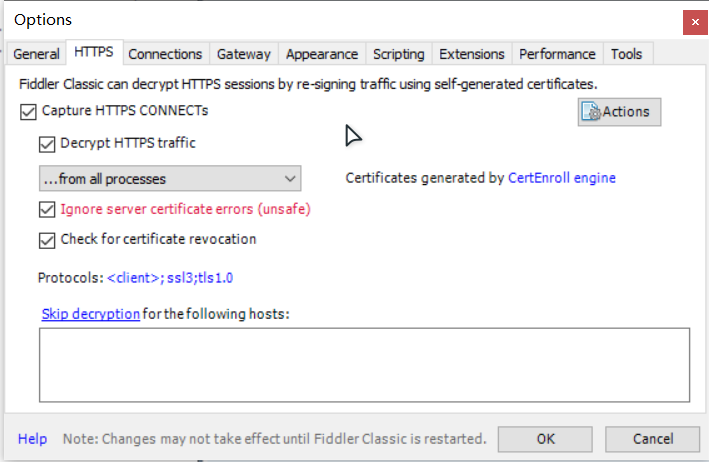 Options
General HTTPS Connections Gateway Appearance Scripting Extensions Performance Tools
Fiddler Classic can decrypt HTTPS sessions by re-signing traffic using self-generated certificates.
Capture HTTPS CONNECTs
Actions
Decrypt HTTPS traffic
...from all processes
Certificates generated by CertEnroll engine
Ignore server certificate errors (unsafe)
Check for certificate revocation
Protocols: <client>; ssl3;tls1.0
Skip decryption for the following hosts:
Help Note: Changes may not take effect until Fiddler Classic is restarted. OK Cancel